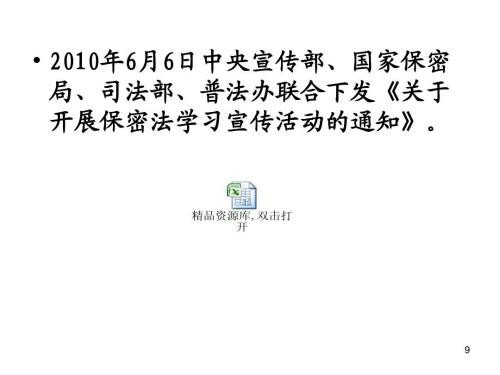 • 2010年6月6日中央宣传部、国家保密
局、司法部、普法办联合下发《关于
开展保密法学习宣传活动的通知》。
精品资源库,双击打
开
9